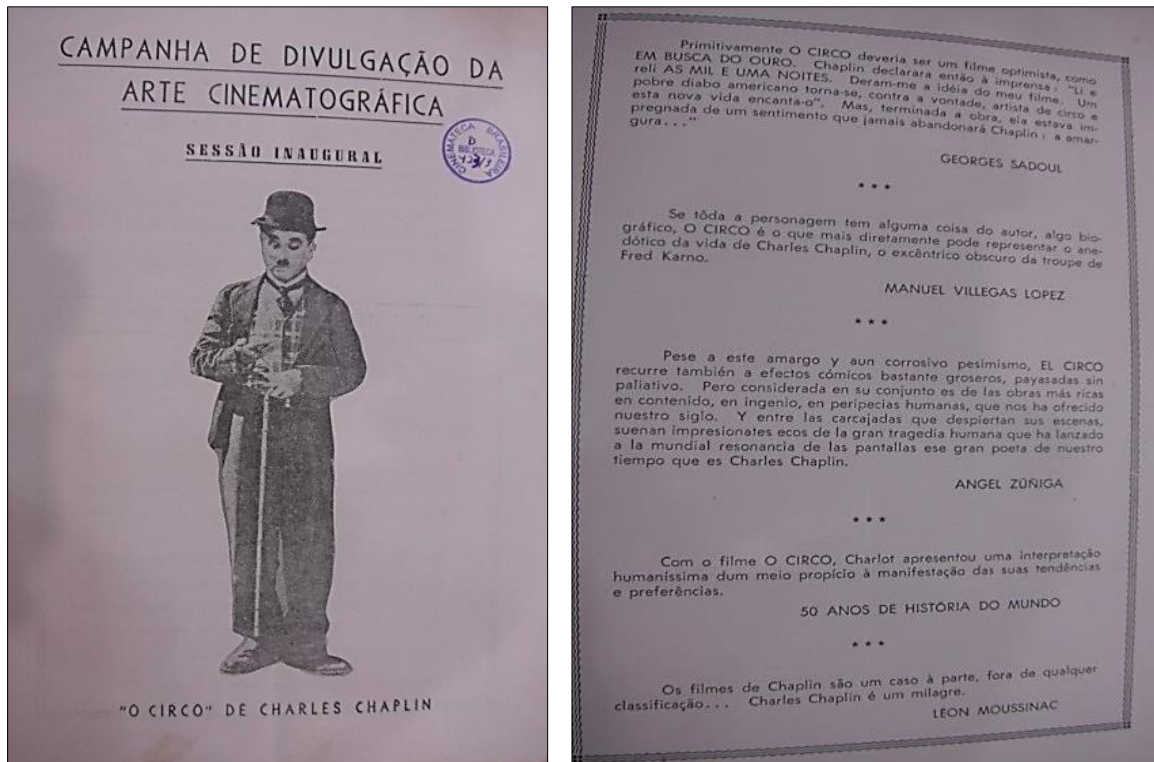 CAMPANHA DE DIVULGAÇÃO DA
ARTE CINEMATOGRÁFICA
SESSÃO INAUGURAL
CINEMATECA BRASILEIRA
D
BIBLIOTECA
"O CIRCO" DE CHARLES CHAPLIN
Primitivamente O CIRCO deveria ser um filme optimista, como
EM BUSCA DO OURO. Chaplin declarara então à imprensa: "Li e
reli AS MIL E UMA NOITES. Deram-me a idéia do meu filme. Um
pobre diabo americano torna-se, contra a vontade, artista de circo e
esta nova vida encanta-o". Mas, terminada a obra, ela estava im-
pregnada de um sentimento que jamais abandonará Chaplin: a amar-
gura..."
GEORGES SADOUL
* * *
Se tôda a personagem tem alguma coisa do autor, algo bio-
gráfico, O CIRCO é o que mais diretamente pode representar o ane-
dótico da vida de Charles Chaplin, o excêntrico obscuro da troupe de
Fred Karno.
MANUEL VILLEGAS LOPEZ
* * *
Pese a este amargo y aun corrosivo pesimismo, EL CIRCO
recurre también a efectos cómicos bastante groseros, payasadas sin
paliativo. Pero considerada en su conjunto es de las obras más ricas
en contenido, en ingenio, en peripecias humanas, que nos ha ofrecido
nuestro siglo. Y entre las carcajadas que despiertan sus escenas,
suenan impresionates ecos de la gran tragedia humana que ha lanzado
a la mundial resonancia de las pantallas ese gran poeta de nuestro
tiempo que es Charles Chaplin.
ANGEL ZÚÑIGA
* * *
Com o filme O CIRCO, Charlot apresentou uma interpretação
humaníssima dum meio propício à manifestação das suas tendências
e preferências.
50 ANOS DE HISTÓRIA DO MUNDO
* * *
Os filmes de Chaplin são um caso à parte, fora de qualquer
classificação... Charles Chaplin é um milagre.
LÉON MOUSSINAC